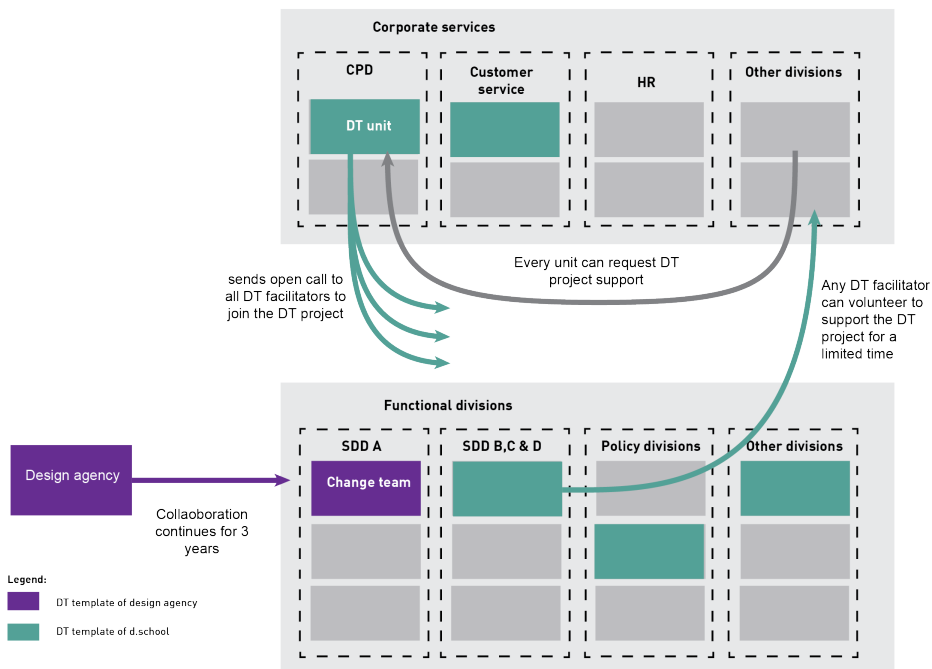 Corporate services
CPD
Customer
service
HR
Other divisions
DT unit
sends open call to
all DT facilitators to
join the DT project
Every unit can request DT
project support
Any DT facilitator
can volunteer to
support the DT
project for a
limited time
Functional divisions
SDD A
SDD B,C & D
Policy divisions
Other divisions
Design agency
Change team
Collaoboration
continues for 3
years
Legend:
DT template of design agency
DT template of d.school